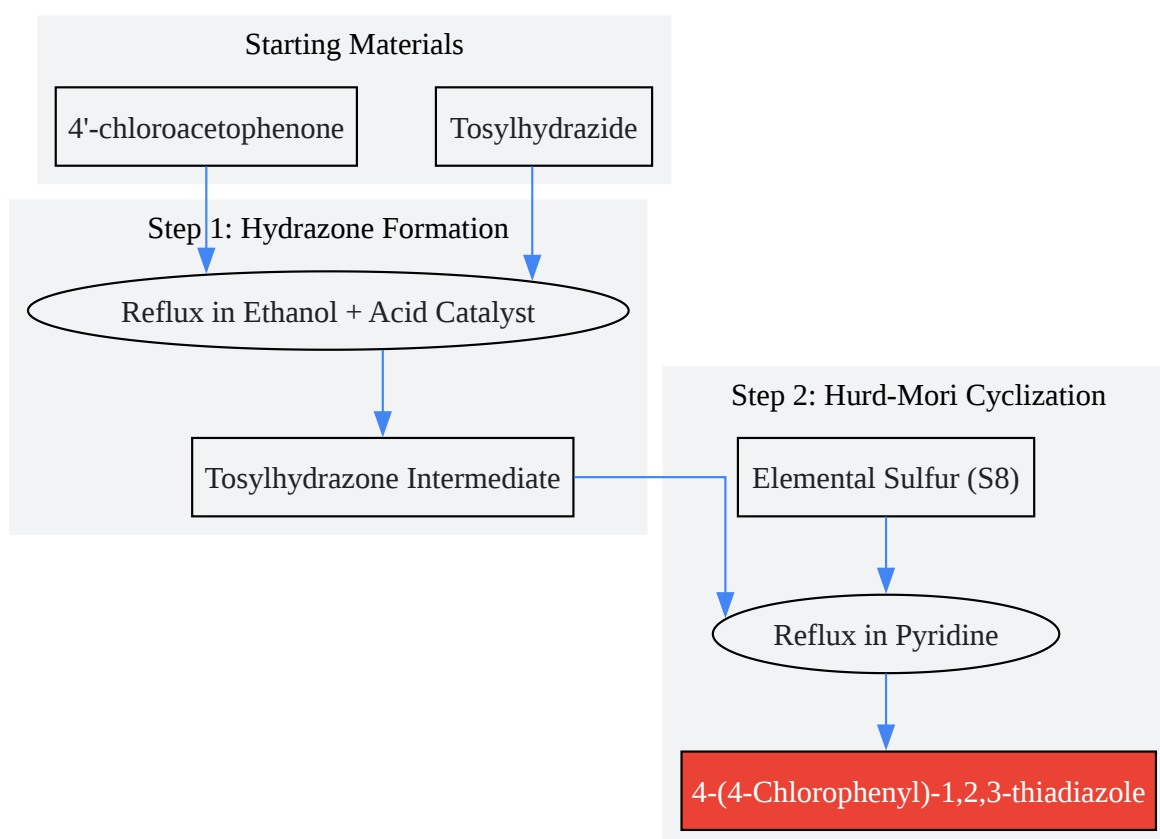 Starting Materials
4'-chloroacetophenone
Tosylhydrazide
Step 1: Hydrazone Formation
Reflux in Ethanol + Acid Catalyst
Tosylhydrazone Intermediate
Step 2: Hurd-Mori Cyclization
Elemental Sulfur (S8)
Reflux in Pyridine
4-(4-Chlorophenyl)-1,2,3-thiadiazole